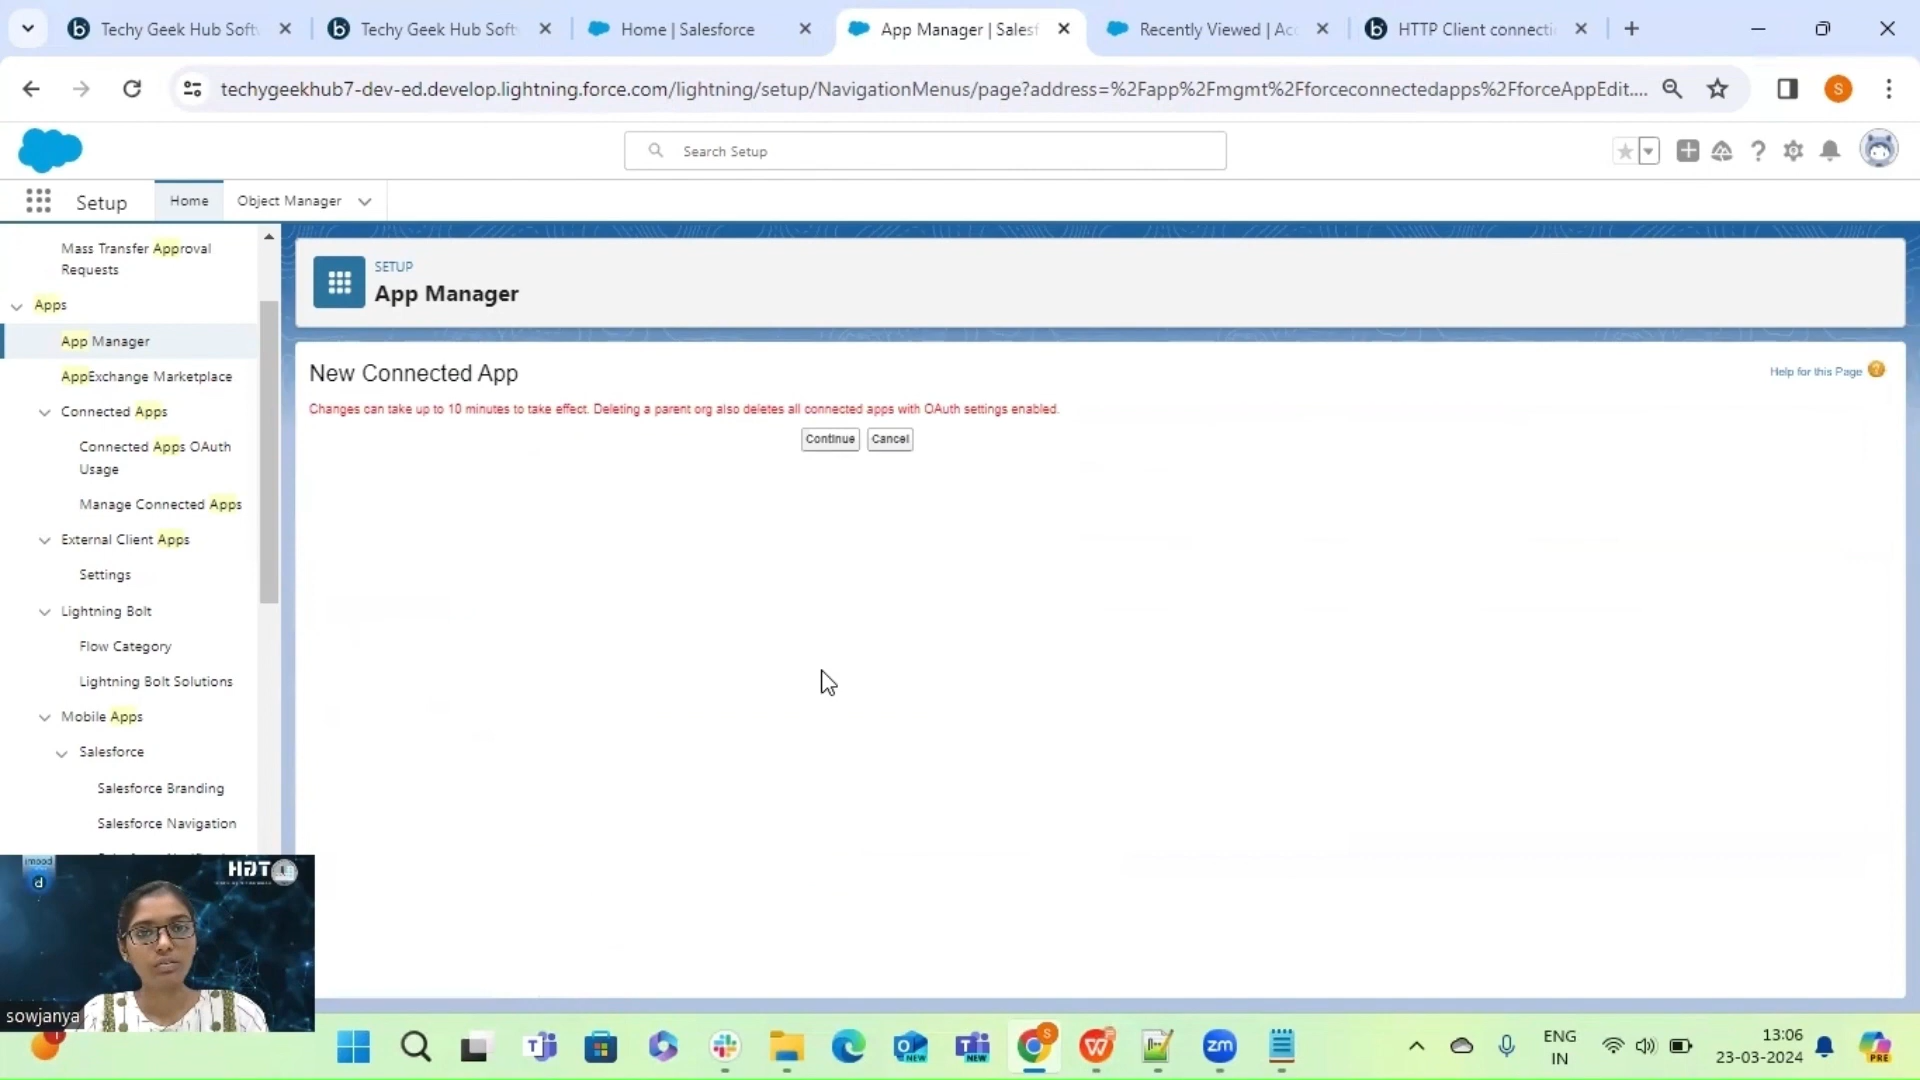 Techy Geek Hub Soft
Techy Geek Hub Soft
Home | Salesforce
App Manager | Salesf
Recently Viewed | Acc
HTTP Client connecti
techygeekhub7-dev-ed.develop.lightning.force.com/lightning/setup/NavigationMenus/page?address=%2Fapp%2Fmgmt%2Fforceconnectedapps%2FforceAppEdit....
S
Search Setup
Setup
Home
Object Manager
Mass Transfer Approval
Requests
Apps
App Manager
AppExchange Marketplace
Connected Apps
Connected Apps OAuth
Usage
Manage Connected Apps
External Client Apps
Settings
Lightning Bolt
Flow Category
Lightning Bolt Solutions
Mobile Apps
Salesforce
Salesforce Branding
Salesforce Navigation
SETUP
App Manager
New Connected App
Help for this Page
Changes can take up to 10 minutes to take effect. Deleting a parent org also deletes all connected apps with OAuth settings enabled.
Continue
Cancel
sowjanya
NEW
NEW
S
zm
ENG
IN
13:06
23-03-2024
PRE